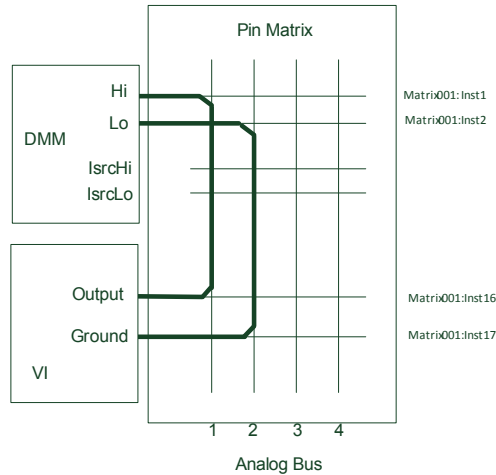 Pin Matrix
Hi
Matrix001:Inst1
Lo
Matrix001:Inst2
DMM
IsrcHi
IsrcLo
Output
Matrix001:Inst16
Ground
Matrix001:Inst17
VI
1 2 3 4
Analog Bus